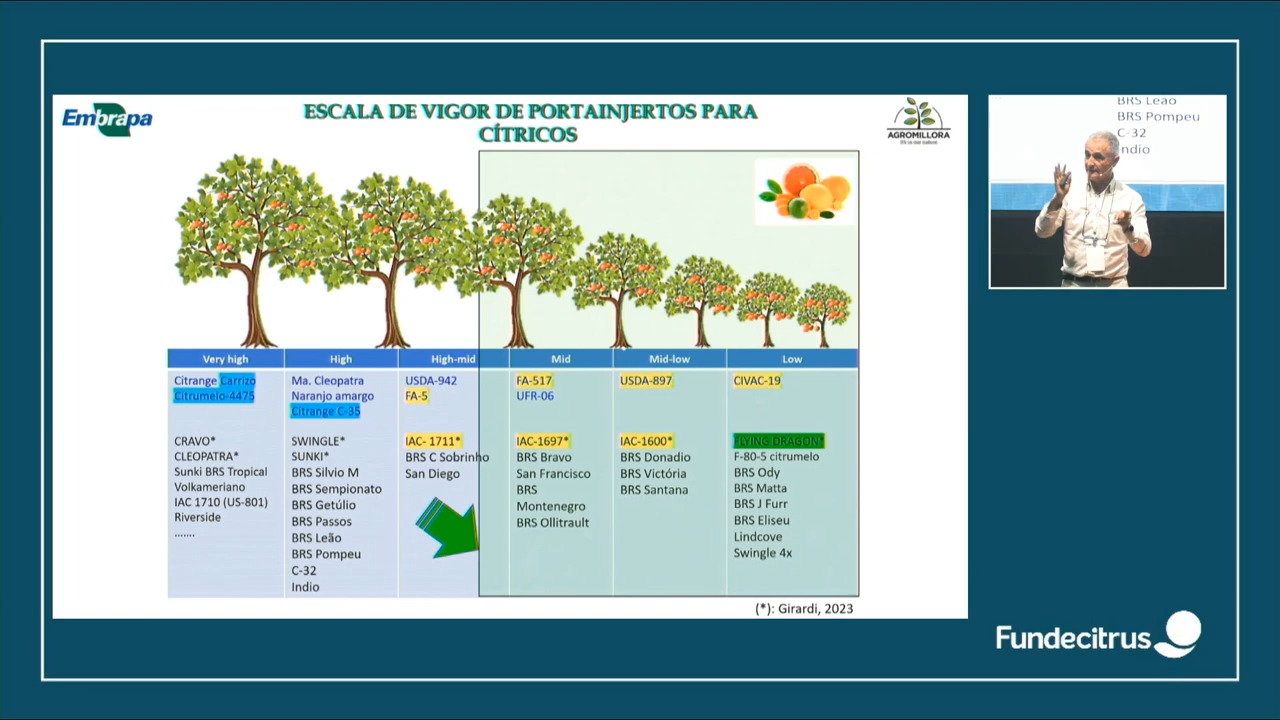 Embrapa
ESCALA DE VIGOR DE PORTAINJERTOS PARA
CÍTRICOS
AGROMILLORA
It's in our nature
BRS Leão
BRS Pompeu
C-32
Indio
Very high
High
High-mid
Mid
Mid-low
Low
Citrange Carrizo
Citrumelo-4475
Ma. Cleopatra
Naranjo amargo
Citrange C-35
USDA-942
FA-5
FA-517
UFR-06
USDA-897
CIVAC-19
CRAVO*
CLEOPATRA*
Sunki BRS Tropical
Volkameriano
IAC 1710 (US-801)
Riverside
.......
SWINGLE*
SUNKI*
BRS Silvio M
BRS Sempionato
BRS Getúlio
BRS Passos
BRS Leão
BRS Pompeu
C-32
Indio
IAC- 1711*
BRS C Sobrinho
San Diego
IAC-1697*
BRS Bravo
San Francisco
BRS
Montenegro
BRS Ollitrault
IAC-1600*
BRS Donadio
BRS Victória
BRS Santana
FLYING DRAGON*
F-80-5 citrumelo
BRS Ody
BRS Matta
BRS J Furr
BRS Eliseu
Lindcove
Swingle 4x
(*): Girardi, 2023
Fundecitrus